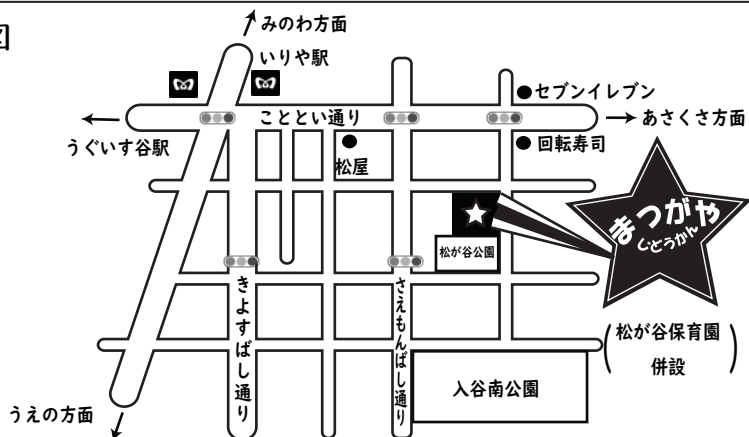 図
みのわ方面
いりや駅
セブンイレブン
こととい通り
あさくさ方面
うぐいす谷駅
松屋
回転寿司
まつがや
じどうかん
松が谷公園
きよすばし通り
さえもんばし通り
(松が谷保育園
併設)
入谷南公園
うえの方面